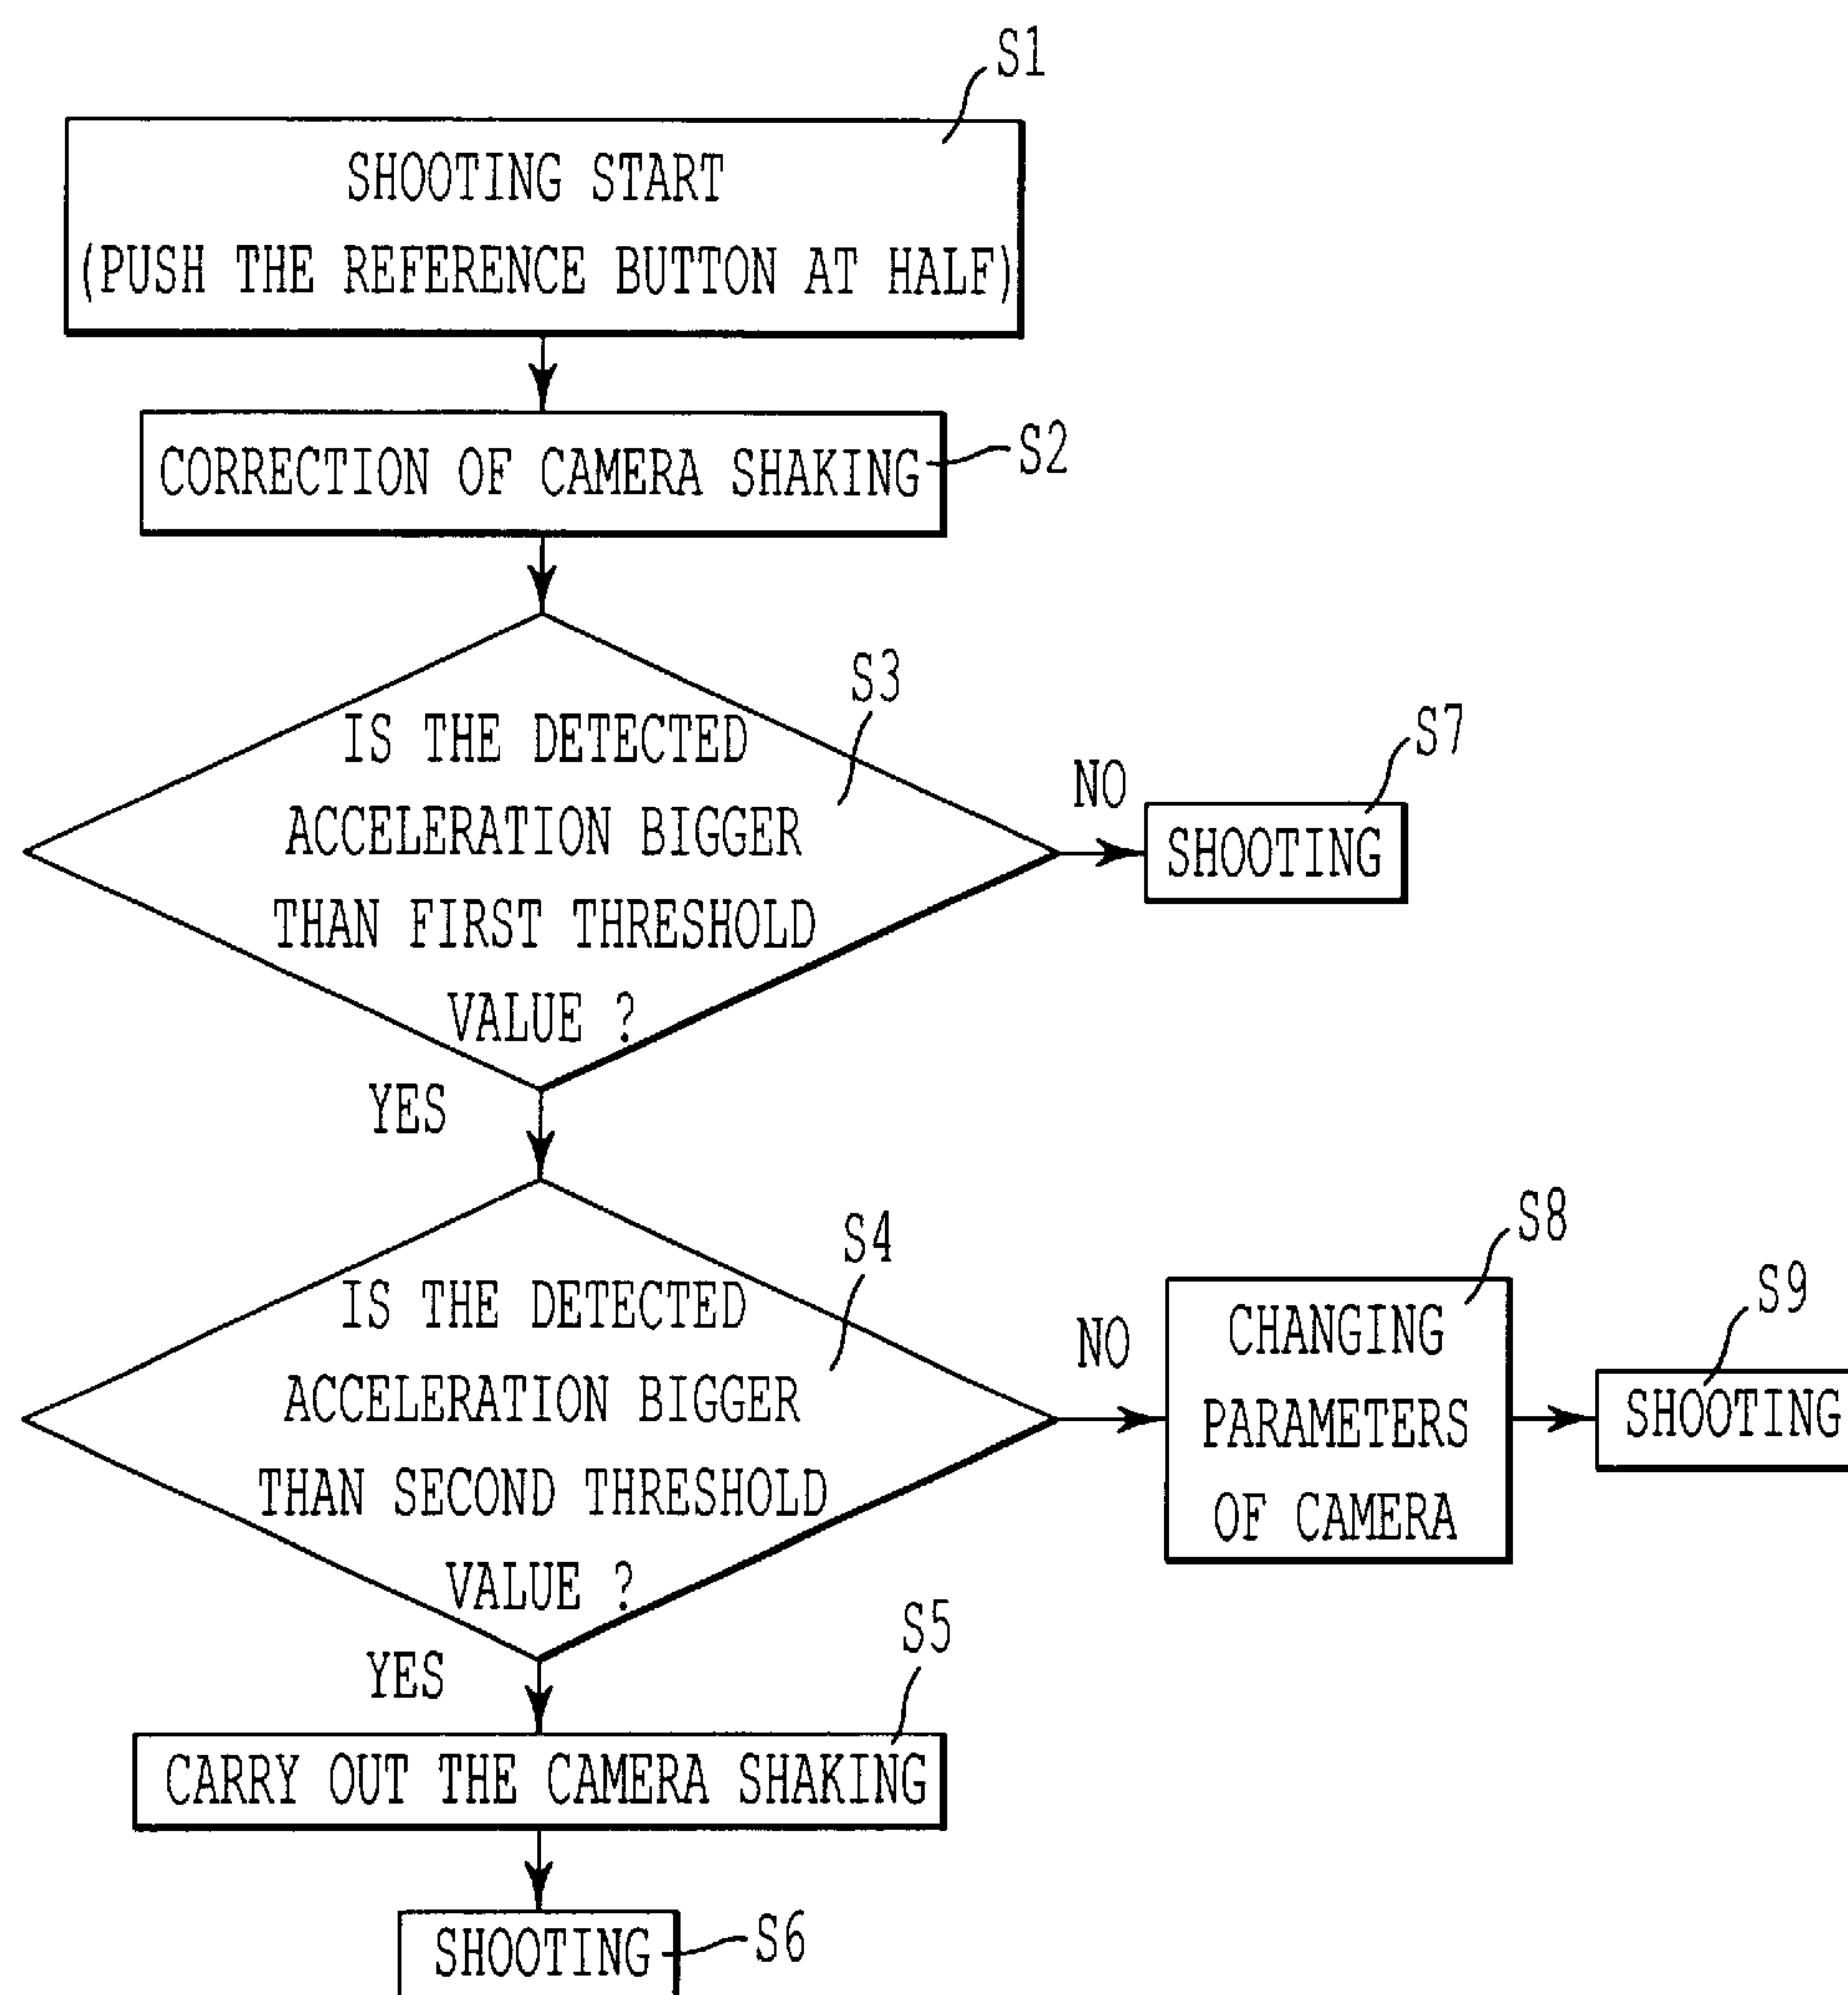 S1
SHOOTING START
(PUSH THE REFERENCE BUTTON AT HALF)
CORRECTION OF CAMERA SHAKING
S2
S3
IS THE DETECTED
ACCELERATION BIGGER
THAN FIRST THRESHOLD
VALUE ?
NO
S7
SHOOTING
YES
S4
IS THE DETECTED
ACCELERATION BIGGER
THAN SECOND THRESHOLD
VALUE ?
NO
S8
CHANGING
PARAMETERS
OF CAMERA
S9
SHOOTING
YES
S5
CARRY OUT THE CAMERA SHAKING
SHOOTING
S6